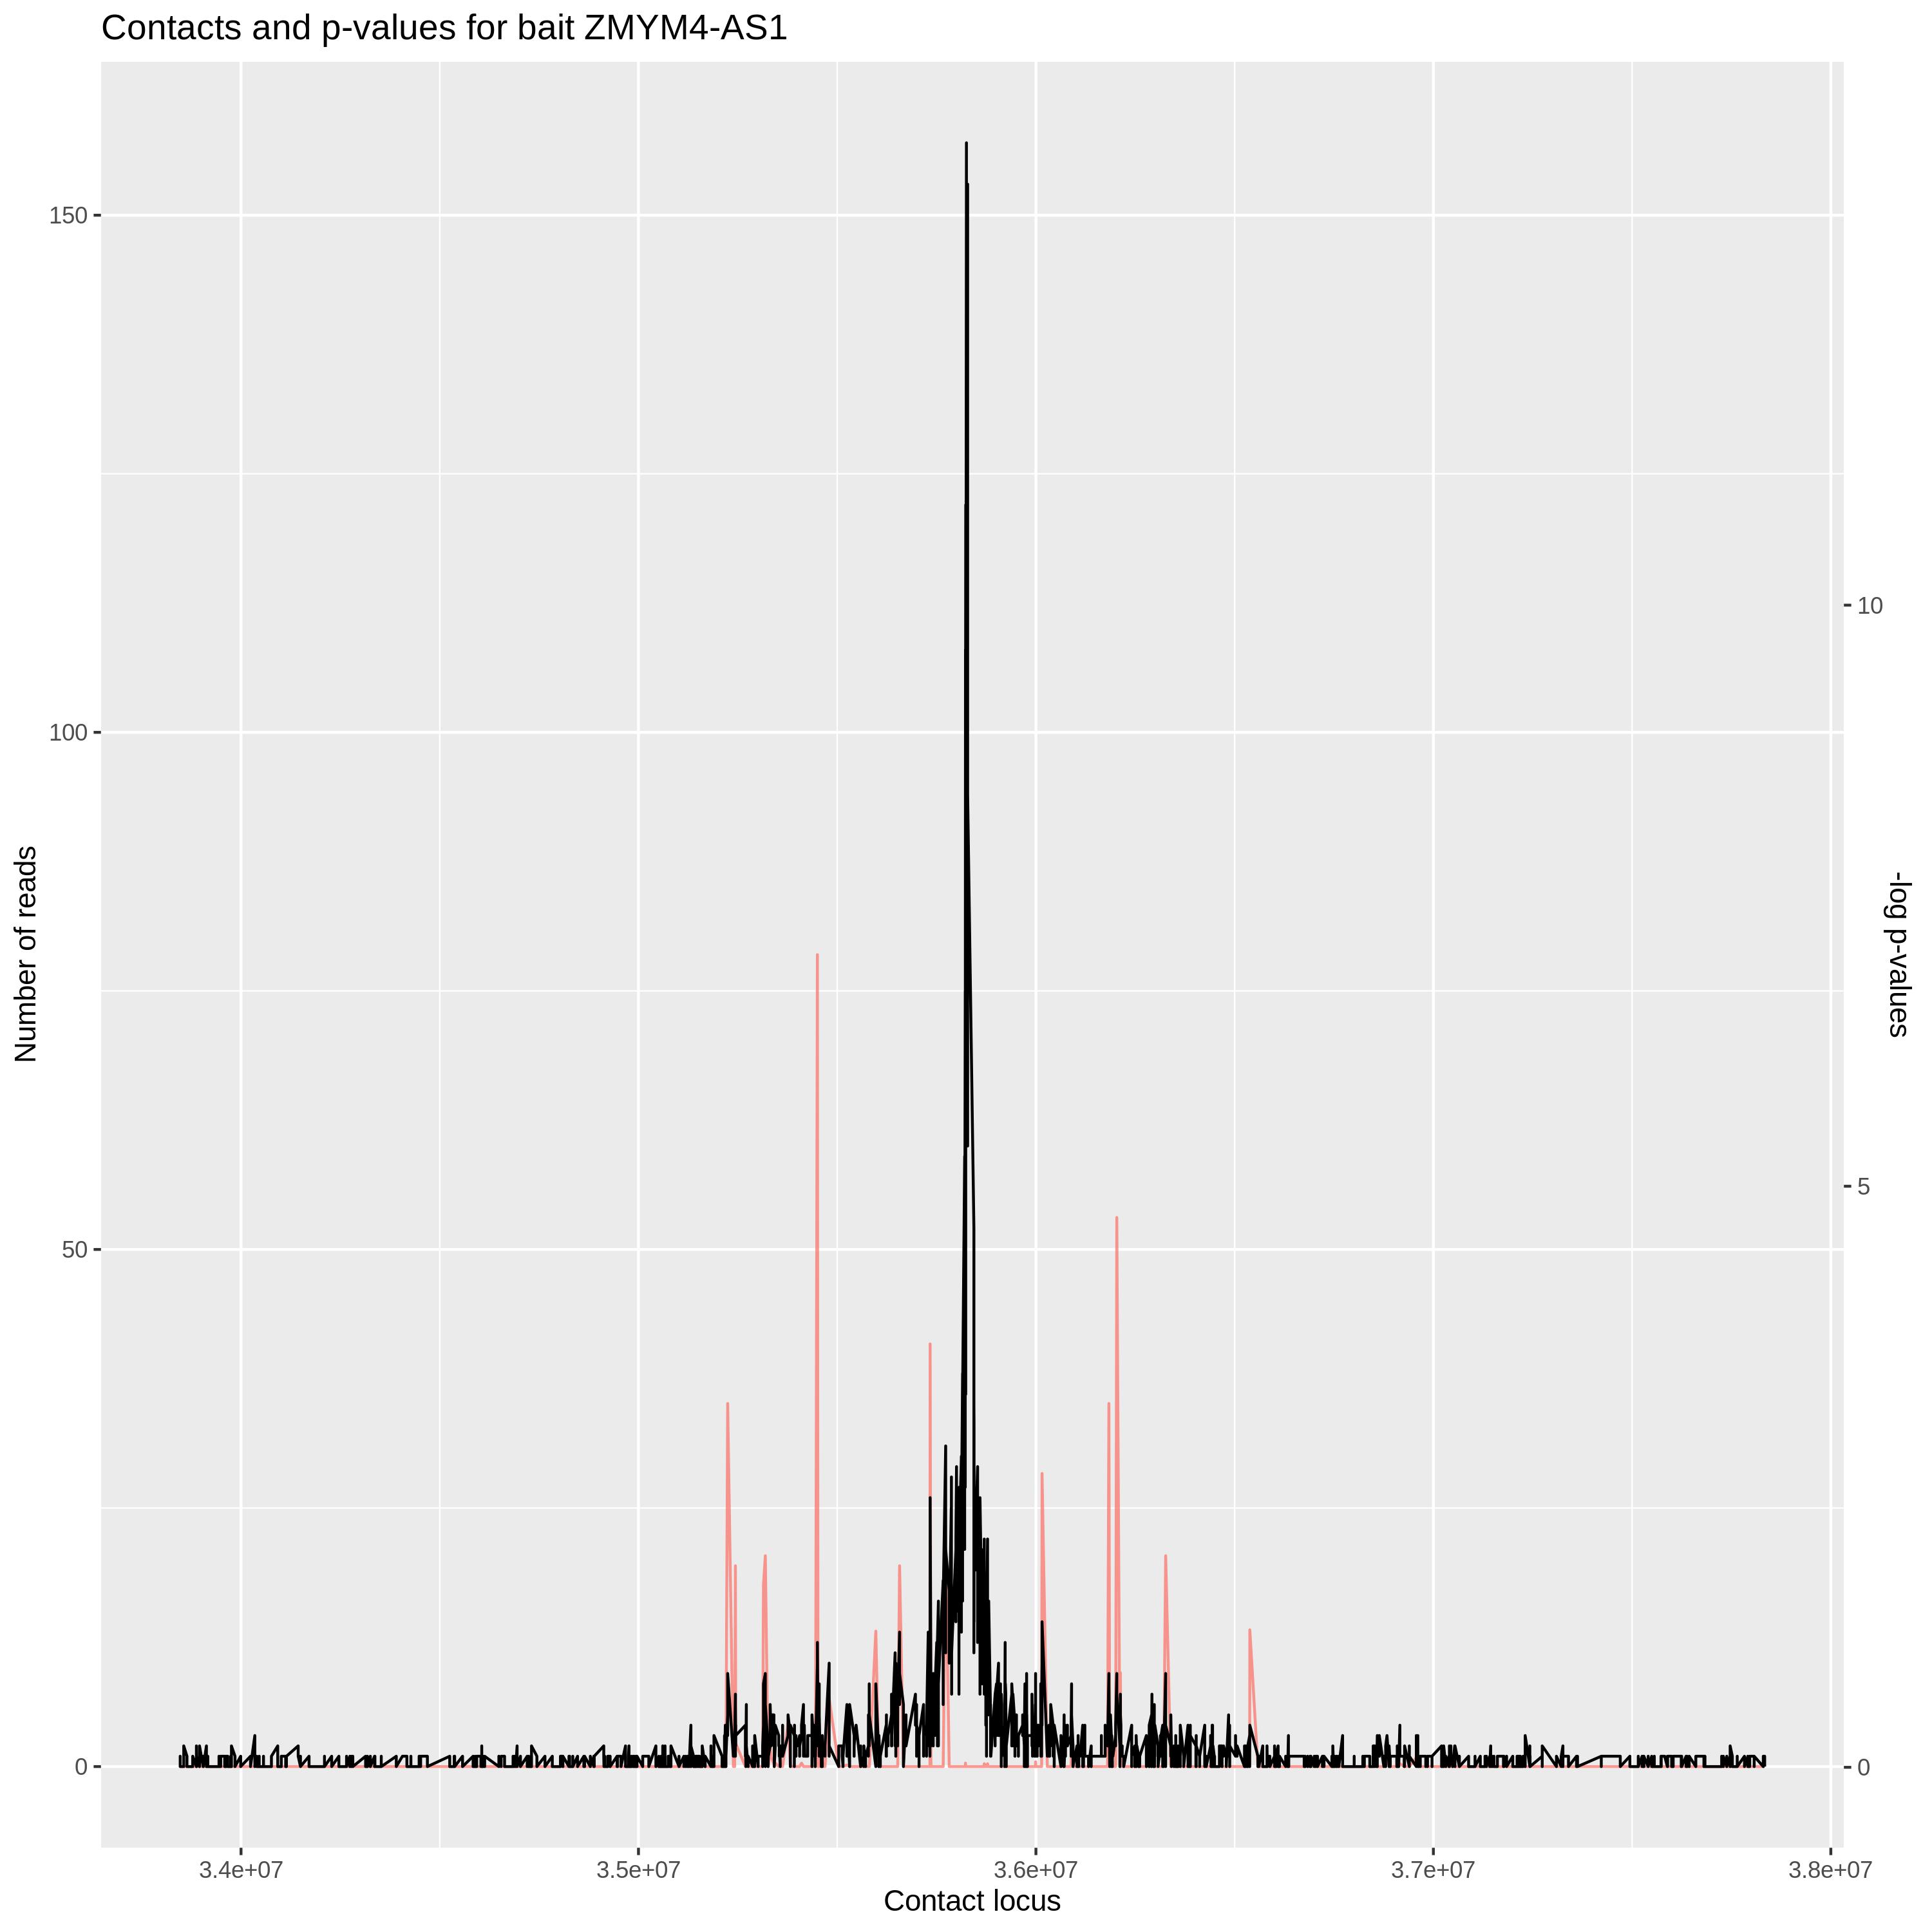 Contacts and p-values for bait ZMYM4-AS1
150
100
50
0
10
5
0
Number of reads
-log p-values
3.4e+07
3.5e+07
3.6e+07
3.7e+07
3.8e+07
Contact locus